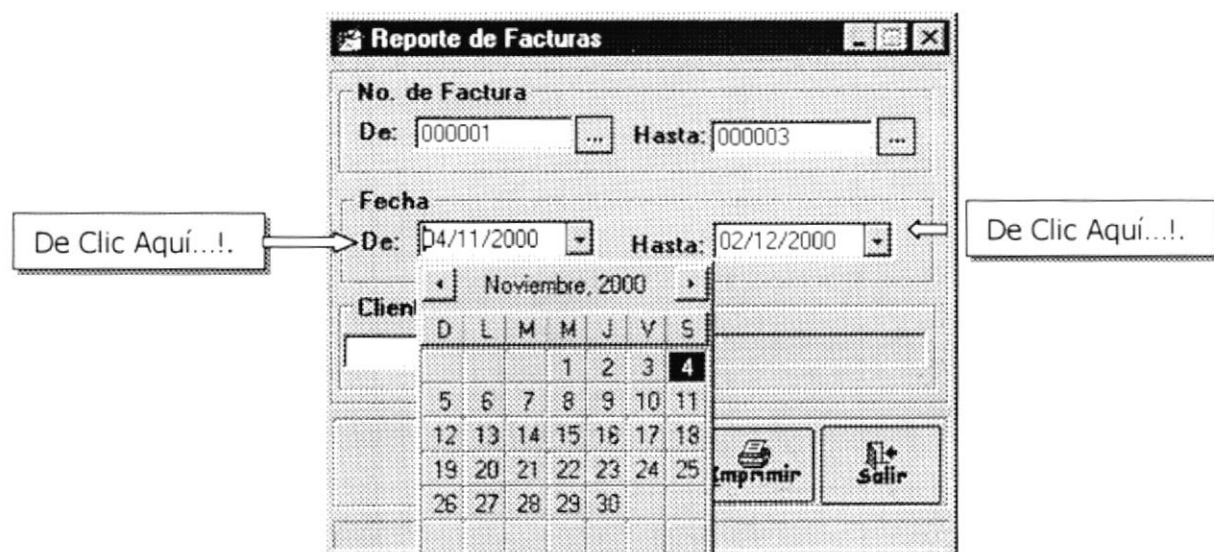 Reporte de Facturas
No. de Factura
De: 000001 ... Hasta: 000003 ...
Fecha
De Clic Aquí...!. De: 04/11/2000 Hasta: 02/12/2000 De Clic Aquí...!.
Noviembre, 2000
Client
D L M M J V S
1 2 3 4
5 6 7 8 9 10 11
12 13 14 15 16 17 18
19 20 21 22 23 24 25
26 27 28 29 30
Imprimir Salir